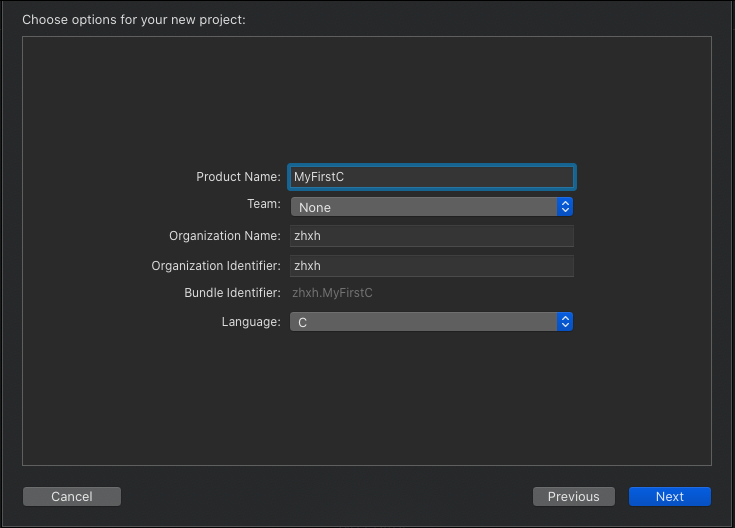 Choose options for your new project:
Product Name: MyFirstC
Team: None
Organization Name: zhxh
Organization Identifier: zhxh
Bundle Identifier: zhxh.MyFirstC
Language: C
Cancel Previous Next